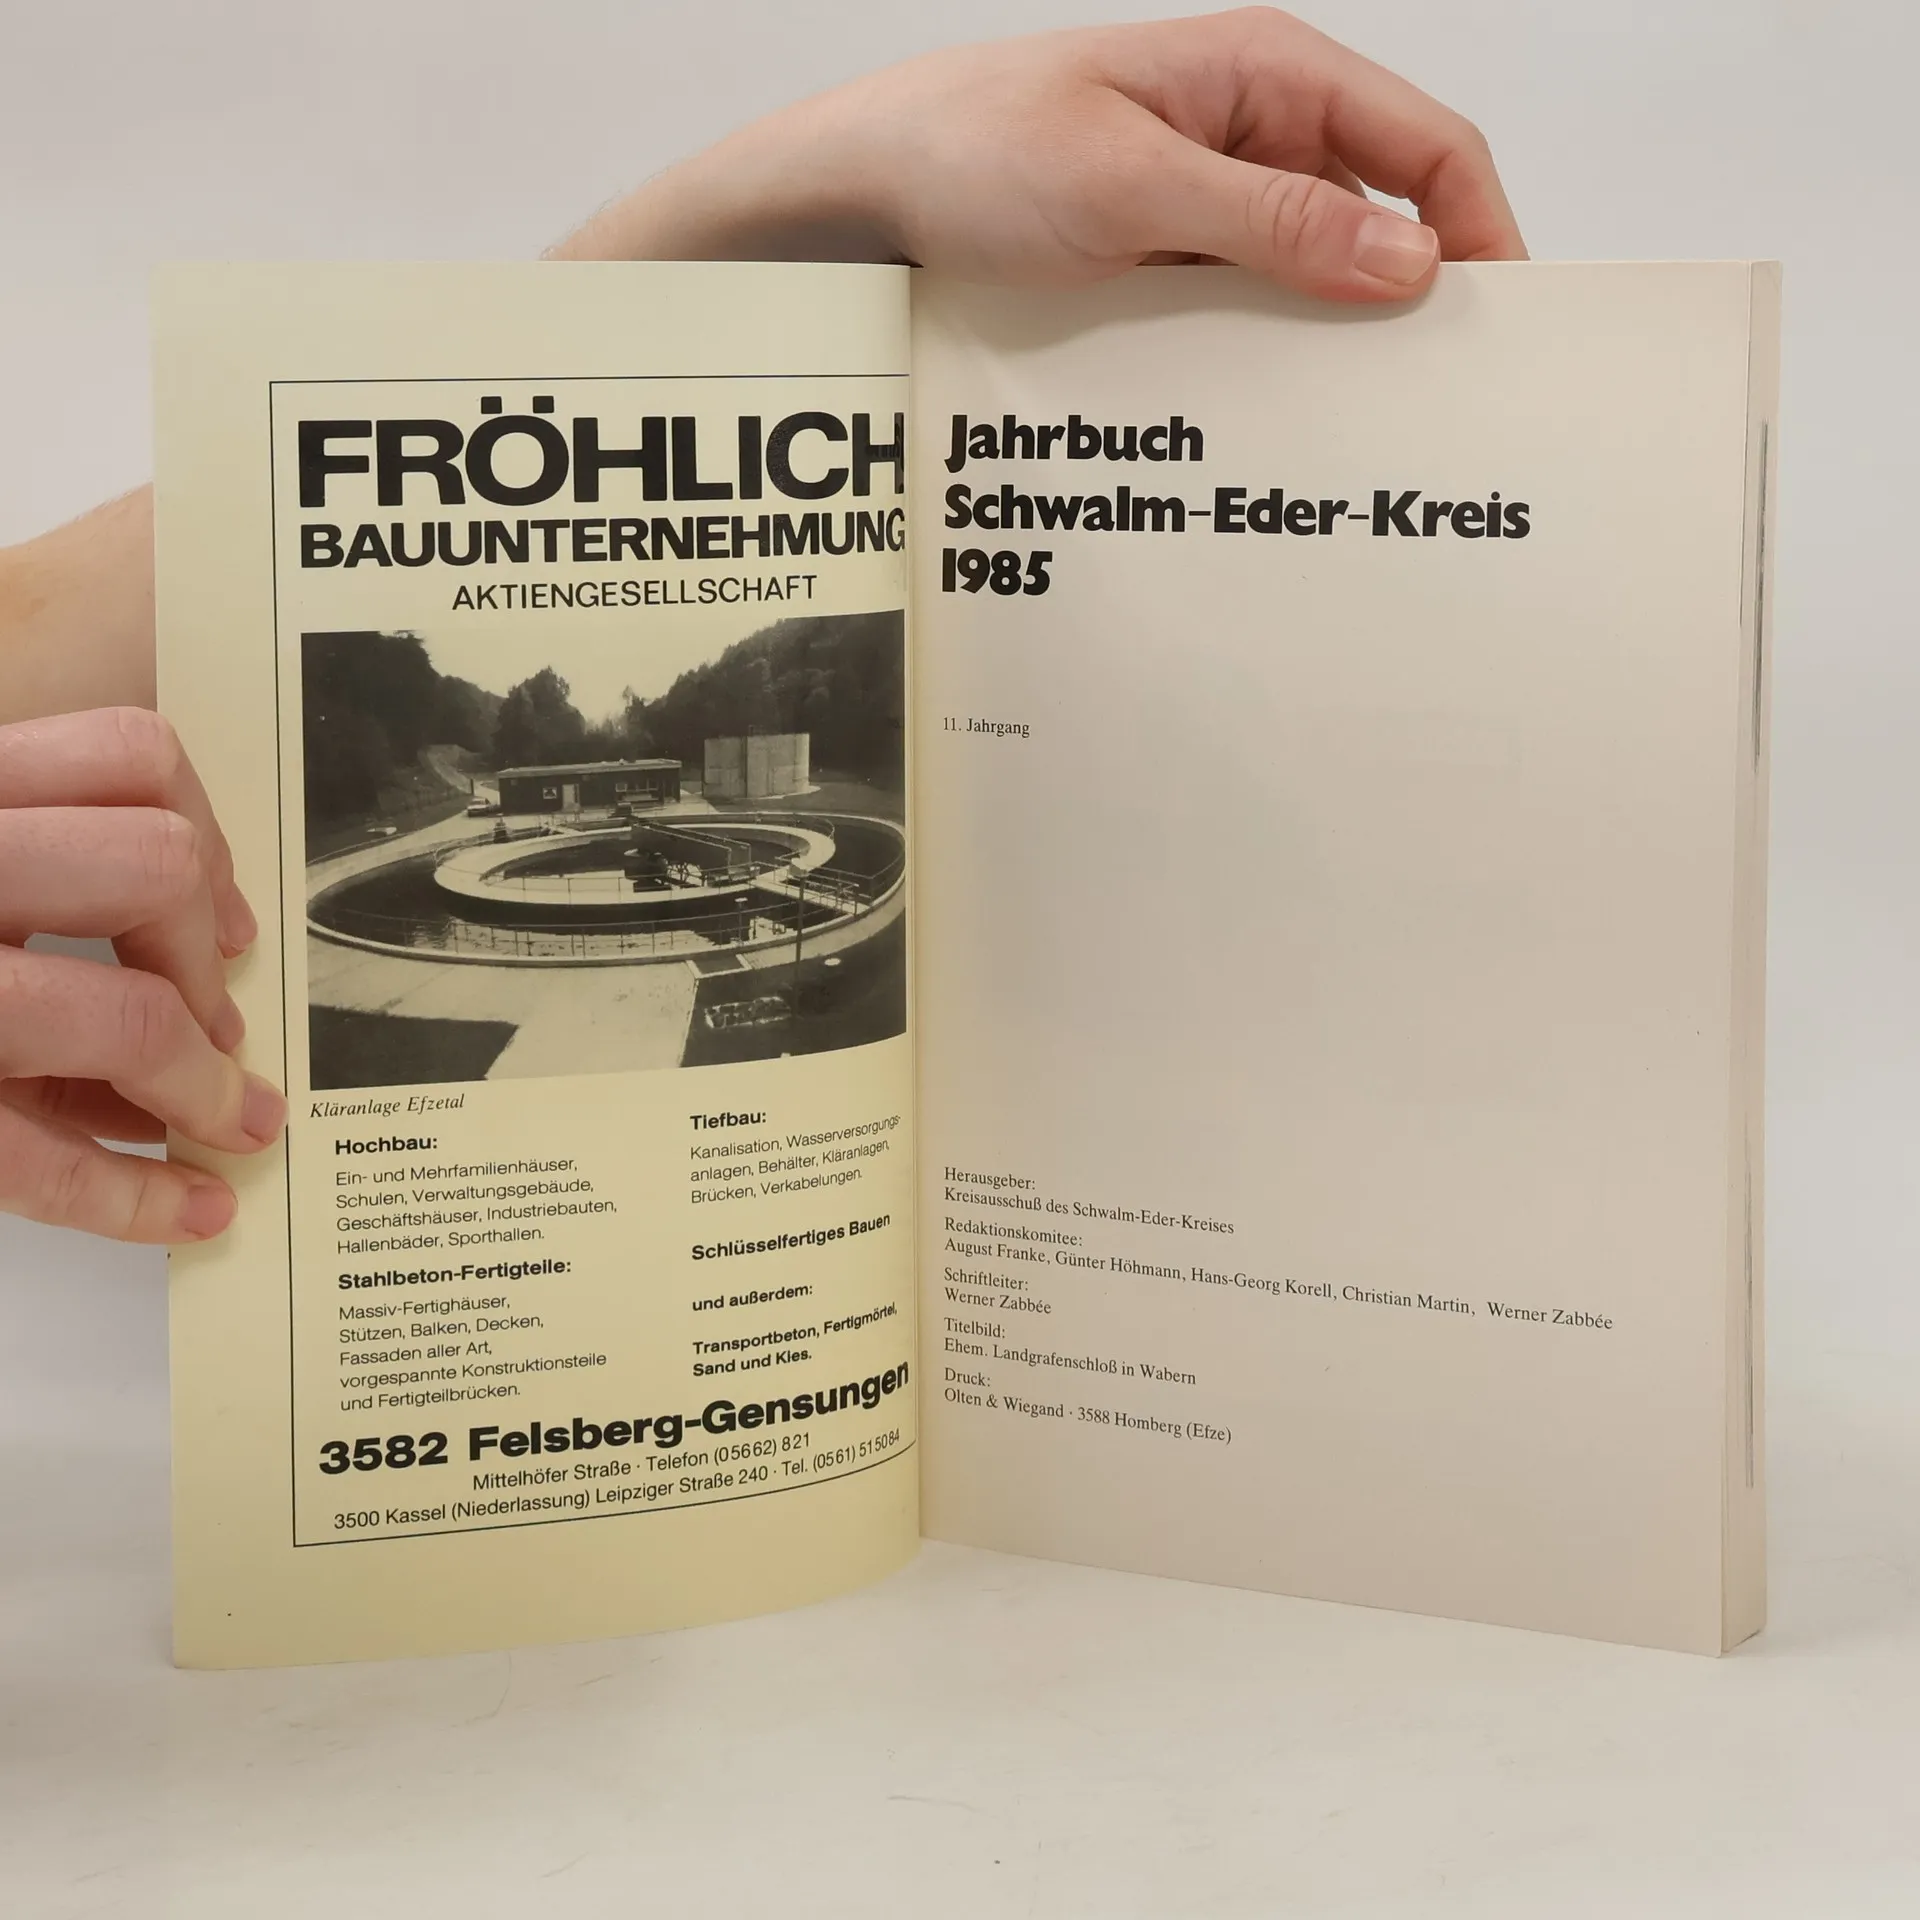 FRÖHLICH
BAUUNTERNEHMUNG
AKTIENGESELLSCHAFT
Kläranlage Efzetal
Hochbau:
Ein- und Mehrfamilienhäuser,
Schulen, Verwaltungsgebäude,
Geschäftshäuser, Industriebauten,
Hallenbäder, Sporthallen.
Stahlbeton-Fertigteile:
Massiv-Fertighäuser,
Stützen, Balken, Decken,
Fassaden aller Art,
vorgespannte Konstruktionsteile
und Fertigteilbrücken.
Tiefbau:
Kanalisation, Wasserversorgungs-
anlagen, Behälter, Kläranlagen,
Brücken, Verkabelungen.
Schlüsselfertiges Bauen
und außerdem:
Transportbeton, Fertigmörtel,
Sand und Kies.
3582 Felsberg-Gensungen
Mittelhöfer Straße · Telefon (05662) 821
3500 Kassel (Niederlassung) Leipziger Straße 240 · Tel. (0561) 515084
Jahrbuch
Schwalm-Eder-Kreis
1985
11. Jahrgang
Herausgeber:
Kreisausschuß des Schwalm-Eder-Kreises
Redaktionskomitee:
August Franke, Günter Höhmann, Hans-Georg Korell, Christian Martin, Werner Zabbée
Schriftleiter:
Werner Zabbée
Titelbild:
Ehem. Landgrafenschloß in Wabern
Druck:
Olten & Wiegand · 3588 Homberg (Efze)